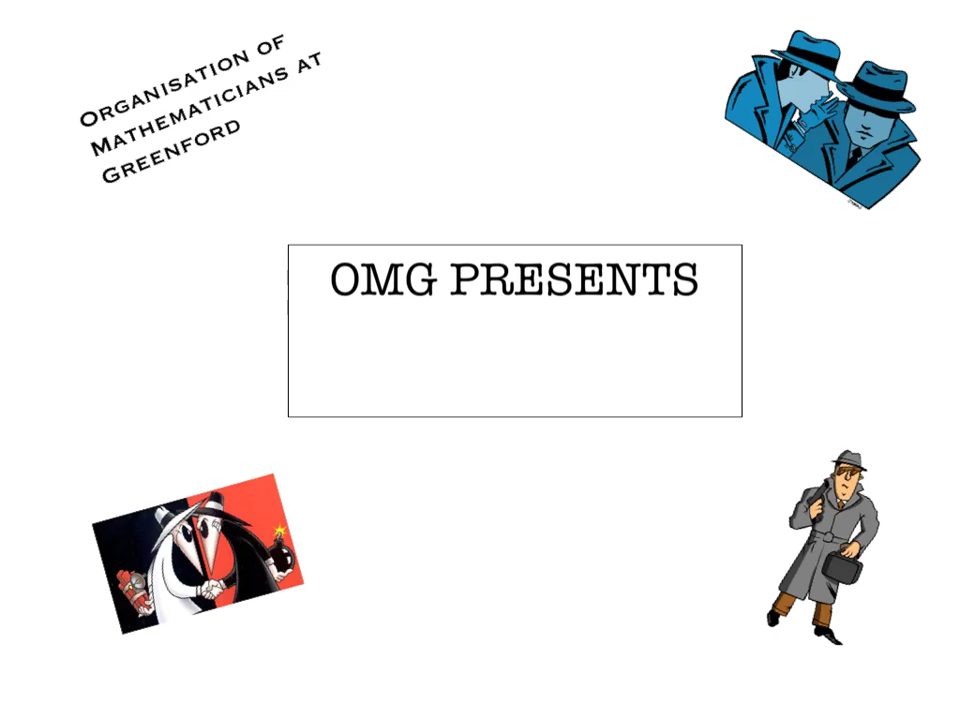 Organisation of
Mathematicians at
Greenford
OMG PRESENTS